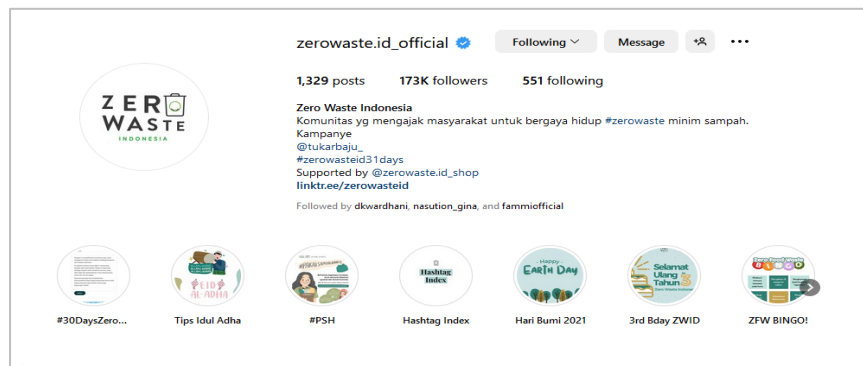 zerowaste.id_official
Following
Message
1,329 posts
173K followers
551 following
ZERO
WASTE
INDONESIA
Zero Waste Indonesia
Komunitas yg mengajak masyarakat untuk bergaya hidup #zerowaste minim sampah.
Kampanye
@tukarbaju_
#zerowasteid31days
Supported by @zerowaste.id_shop
linktr.ee/zerowasteid
Followed by dkwardhani, nasution_gina, and fammiofficial
EID
AL-ADHA
Hashtag
Index
- Happy -
EARTH DAY
Selamat
Ulang
Tahun
BINGO
#30DaysZero...
Tips Idul Adha
#PSH
Hashtag Index
Hari Bumi 2021
3rd Bday ZWID
ZFW BINGO!